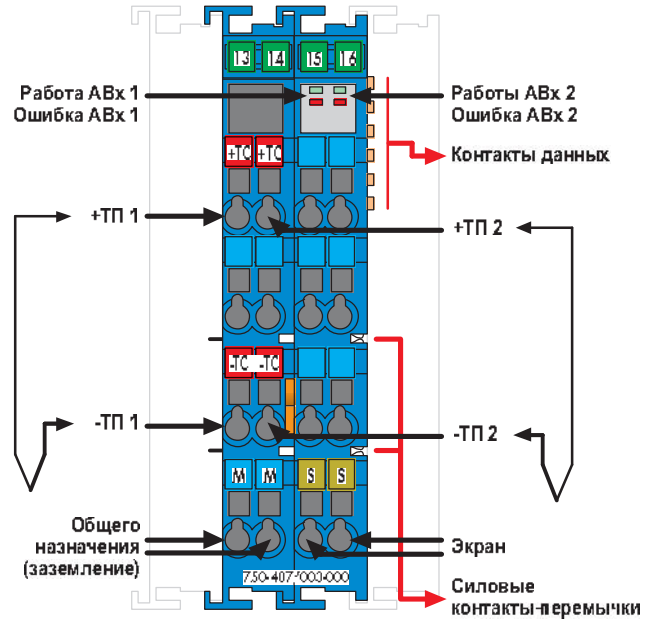 13 14 15 16
Работа АВх 1
Ошибка АВх 1
Работы АВх 2
Ошибка АВх 2
Контакты данных
+TC +TC
+ТП 1
+ТП 2
-TC -TC
-ТП 1
-ТП 2
M M S S
Общего
назначения
(заземление)
Экран
750-407/003-000
Силовые
контакты-перемычки